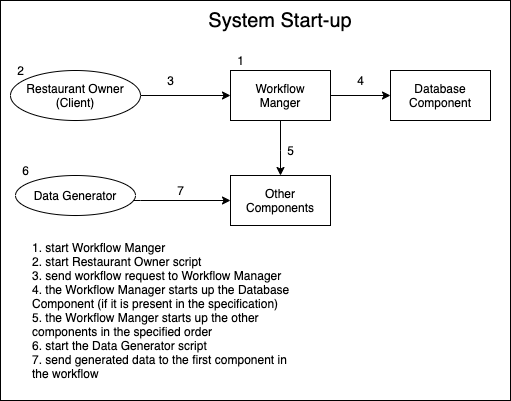 System Start-up
1
2
Restaurant Owner
(Client)
3
Workflow
Manger
4
Database
Component
5
6
Data Generator
7
Other
Components
1. start Workflow Manger
2. start Restaurant Owner script
3. send workflow request to Workflow Manager
4. the Workflow Manager starts up the Database
Component (if it is present in the specification)
5. the Workflow Manger starts up the other
components in the specified order
6. start the Data Generator script
7. send generated data to the first component in
the workflow